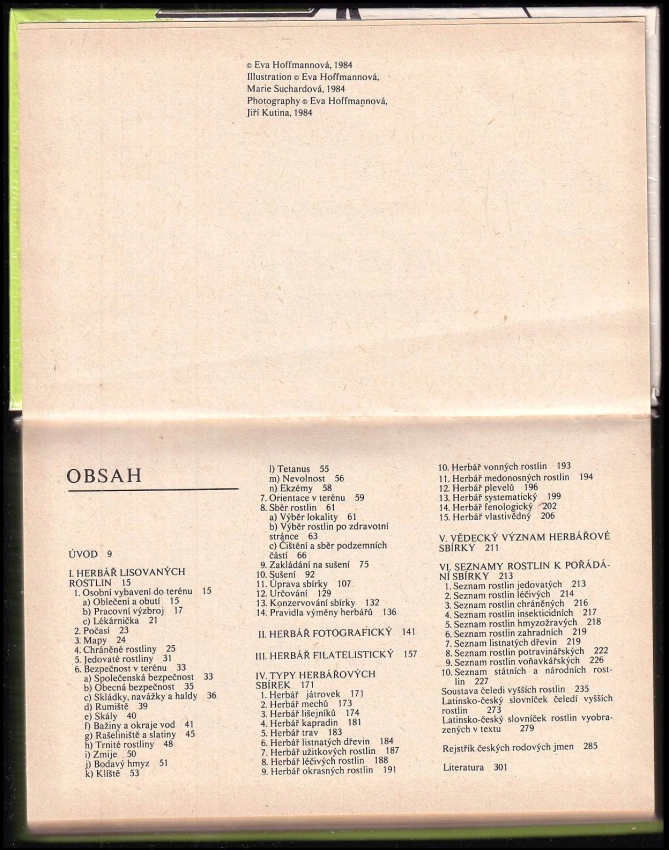 © Eva Hoffmannová, 1984
Illustration © Eva Hoffmannová,
Marie Suchardová, 1984
Photography © Eva Hoffmannová,
Jiří Kutina, 1984
OBSAH
ÚVOD 9
I. HERBÁŘ LISOVANÝCH
ROSTLIN 15
1. Osobní vybavení do terénu 15
a) Oblečení a obutí 15
b) Pracovní výzbroj 17
c) Lékárnička 21
2. Počasí 23
3. Mapy 24
4. Chráněné rostliny 25
5. Jedovaté rostliny 31
6. Bezpečnost v terénu 33
a) Společenská bezpečnost 33
b) Obecná bezpečnost 35
c) Skládky, navážky a haldy 36
d) Rumiště 39
e) Skály 40
f) Bažiny a okraje vod 41
g) Rašeliniště a slatiny 45
h) Trnité rostliny 48
i) Zmije 50
j) Bodavý hmyz 51
k) Klíště 53
l) Tetanus 55
m) Nevolnost 56
n) Ekzémy 58
7. Orientace v terénu 59
8. Sběr rostlin 61
a) Výběr lokality 61
b) Výběr rostlin po zdravotní
stránce 63
c) Čištění a sběr podzemních
částí 66
9. Zakládání na sušení 75
10. Sušení 92
11. Úprava sbírky 107
12. Určování 129
13. Konzervování sbírky 132
14. Pravidla výměny herbářů 136
II. HERBÁŘ FOTOGRAFICKÝ 141
III. HERBÁŘ FILATELISTICKÝ 157
IV. TYPY HERBÁŘOVÝCH
SBÍREK 171
1. Herbář játrovek 171
2. Herbář mechů 173
3. Herbář lišejníků 174
4. Herbář kapradin 181
5. Herbář trav 183
6. Herbář listnatých dřevin 184
7. Herbář užitkových rostlin 187
8. Herbář léčivých rostlin 188
9. Herbář okrasných rostlin 191
10. Herbář vonných rostlin 193
11. Herbář medonosných rostlin 194
12. Herbář plevelů 196
13. Herbář systematický 199
14. Herbář fenologický 202
15. Herbář vlastivědný 206
V. VĚDECKÝ VÝZNAM HERBÁŘOVÉ
SBÍRKY 211
VI. SEZNAMY ROSTLIN K POŘÁDÁ-
NÍ SBÍRKY 213
1. Seznam rostlin jedovatých 213
2. Seznam rostlin léčivých 214
3. Seznam rostlin chráněných 216
4. Seznam rostlin insekticidních 217
5. Seznam rostlin hmyzožravých 218
6. Seznam rostlin zahradních 219
7. Seznam listnatých dřevin 219
8. Seznam rostlin potravinářských 222
9. Seznam rostlin voňavkářských 226
10. Seznam státních a národních rost-
lin 227
Soustava čeledí vyšších rostlin 235
Latinsko-český slovníček čeledí vyšších
rostlin 273
Latinsko-český slovníček rostlin vyobra-
zených v textu 279
Rejstřík českých rodových jmen 285
Literatura 301